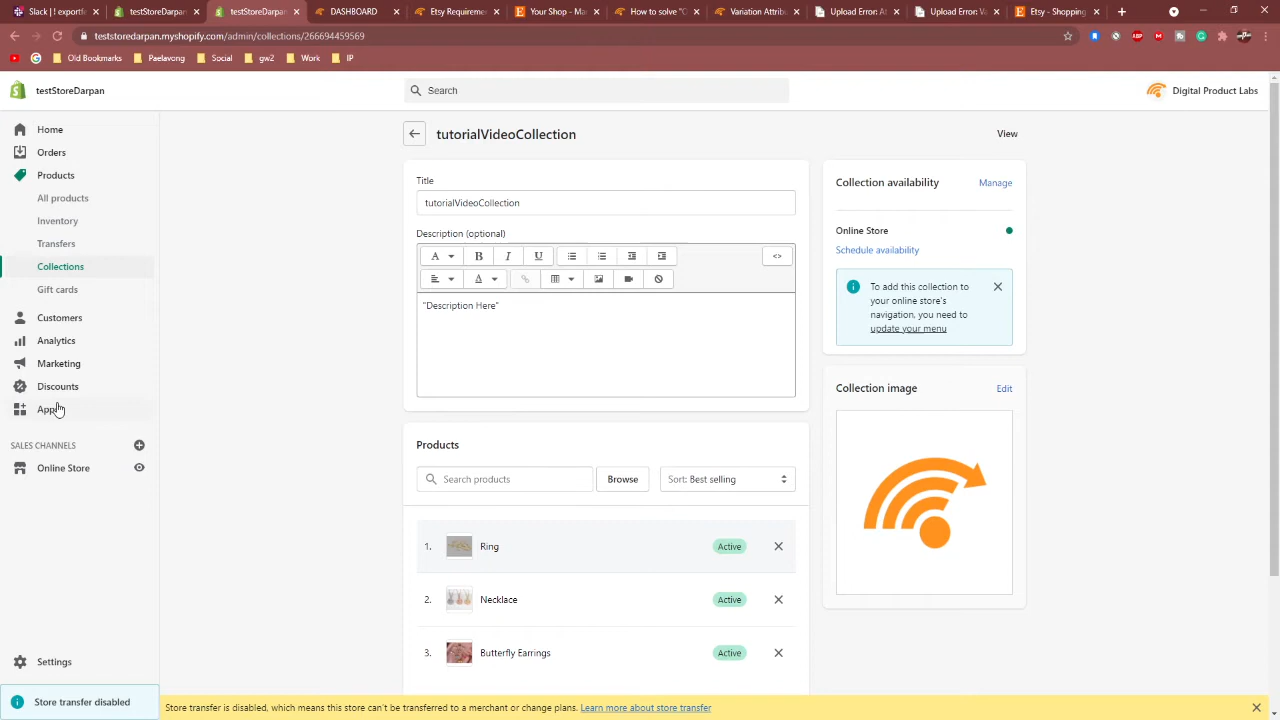 Slack | exportfo
testStoreDarpan
testStoreDarpan
DASHBOARD
Etsy Requireme
Your Shop - Ma
How to solve "C
Variation Attrib
Upload Error: A
Upload Error: V
Etsy - Shopping
teststoredarpan.myshopify.com/admin/collections/266694459569
Old Bookmarks
Paelavong
Social
gw2
Work
IP
testStoreDarpan
Search
Digital Product Labs
Home
Orders
Products
All products
Inventory
Transfers
Collections
Gift cards
Customers
Analytics
Marketing
Discounts
Apps
SALES CHANNELS
Online Store
Settings
Store transfer disabled
tutorialVideoCollection
View
Title
tutorialVideoCollection
Description (optional)
A B I U <>
A
"Description Here"
Products
Search products
Browse
Sort: Best selling
1. Ring Active
2. Necklace Active
3. Butterfly Earrings Active
Collection availability
Manage
Online Store
Schedule availability
To add this collection to
your online store's
navigation, you need to
update your menu
Collection image
Edit
Store transfer is disabled, which means this store can't be transferred to a merchant or change plans. Learn more about store transfer